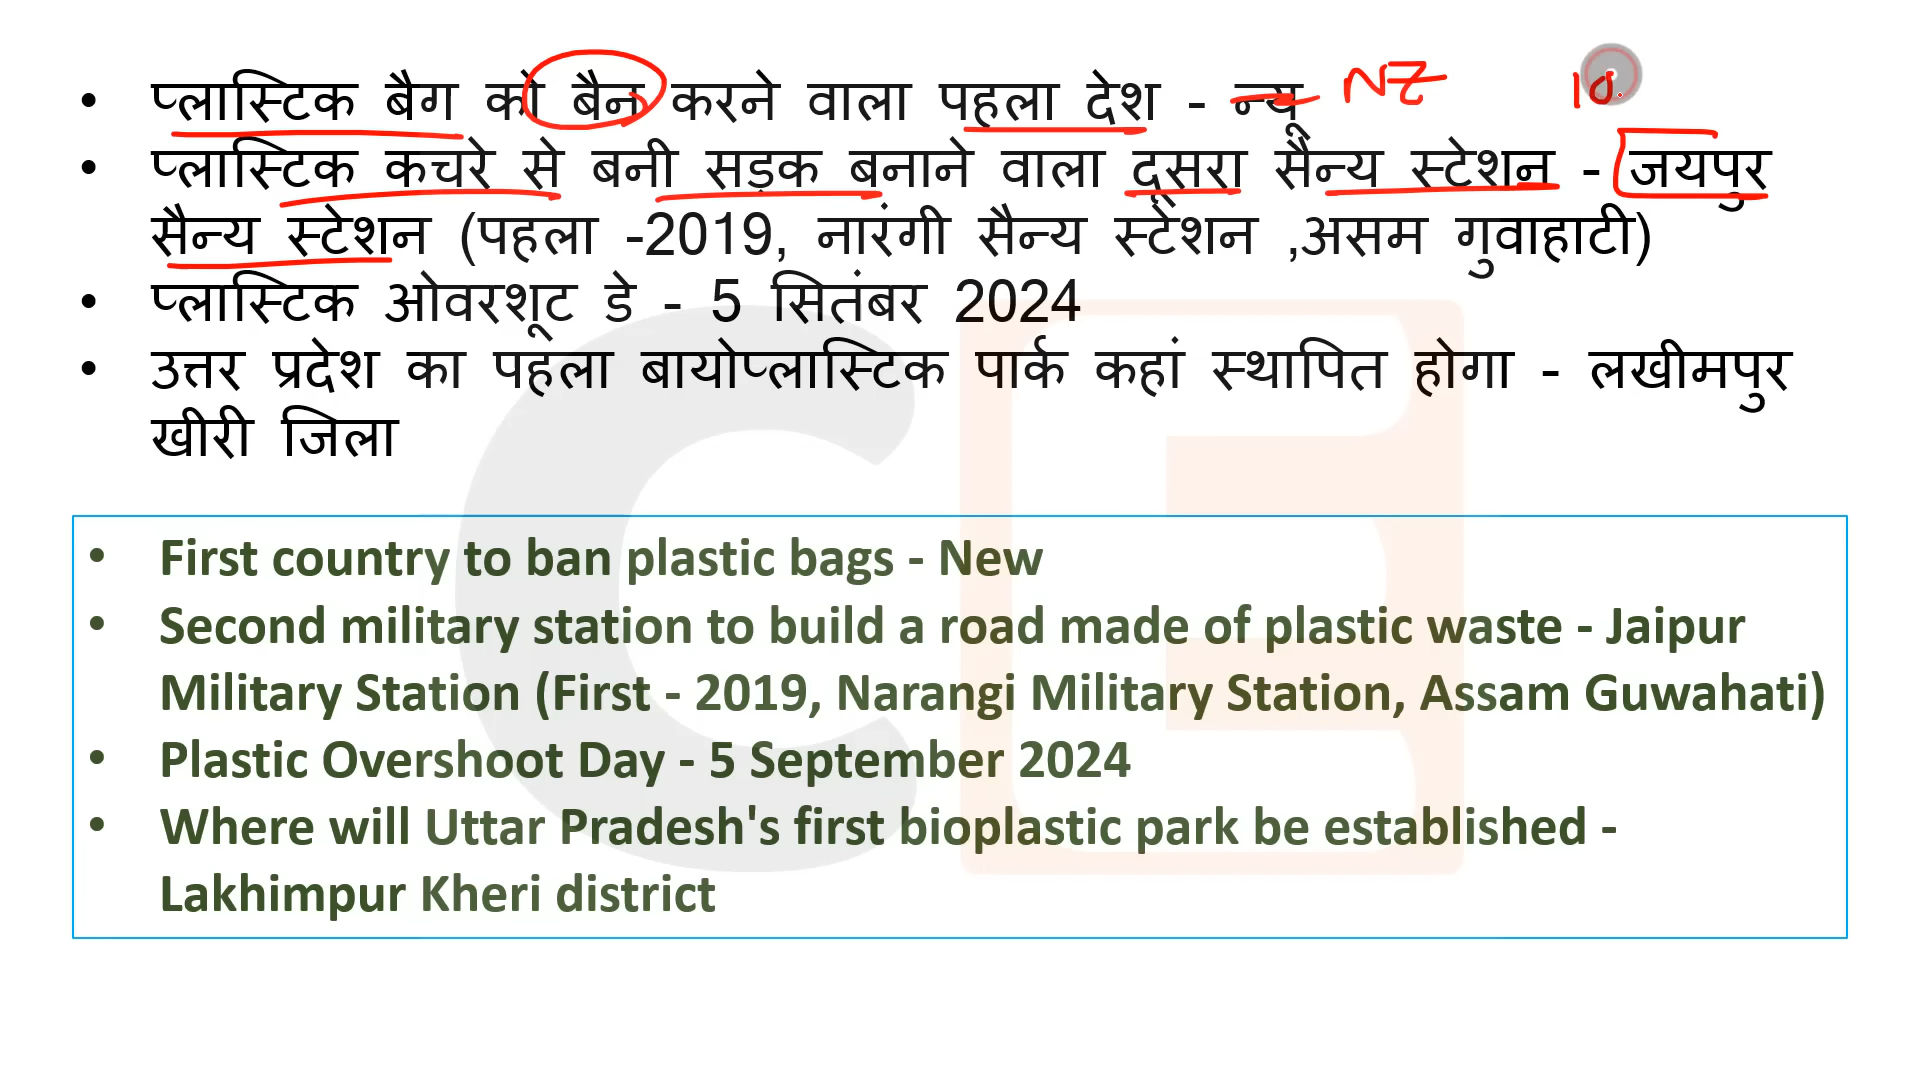 • प्लास्टिक बैग को बैन करने वाला पहला देश - न्यू NZ 10
• प्लास्टिक कचरे से बनी सड़क बनाने वाला दूसरा सैन्य स्टेशन - जयपुर
सैन्य स्टेशन (पहला -2019, नारंगी सैन्य स्टेशन ,असम गुवाहाटी)
• प्लास्टिक ओवरशूट डे - 5 सितंबर 2024
• उत्तर प्रदेश का पहला बायोप्लास्टिक पार्क कहां स्थापित होगा - लखीमपुर
खीरी जिला
• First country to ban plastic bags - New
• Second military station to build a road made of plastic waste - Jaipur
Military Station (First - 2019, Narangi Military Station, Assam Guwahati)
• Plastic Overshoot Day - 5 September 2024
• Where will Uttar Pradesh's first bioplastic park be established -
Lakhimpur Kheri district